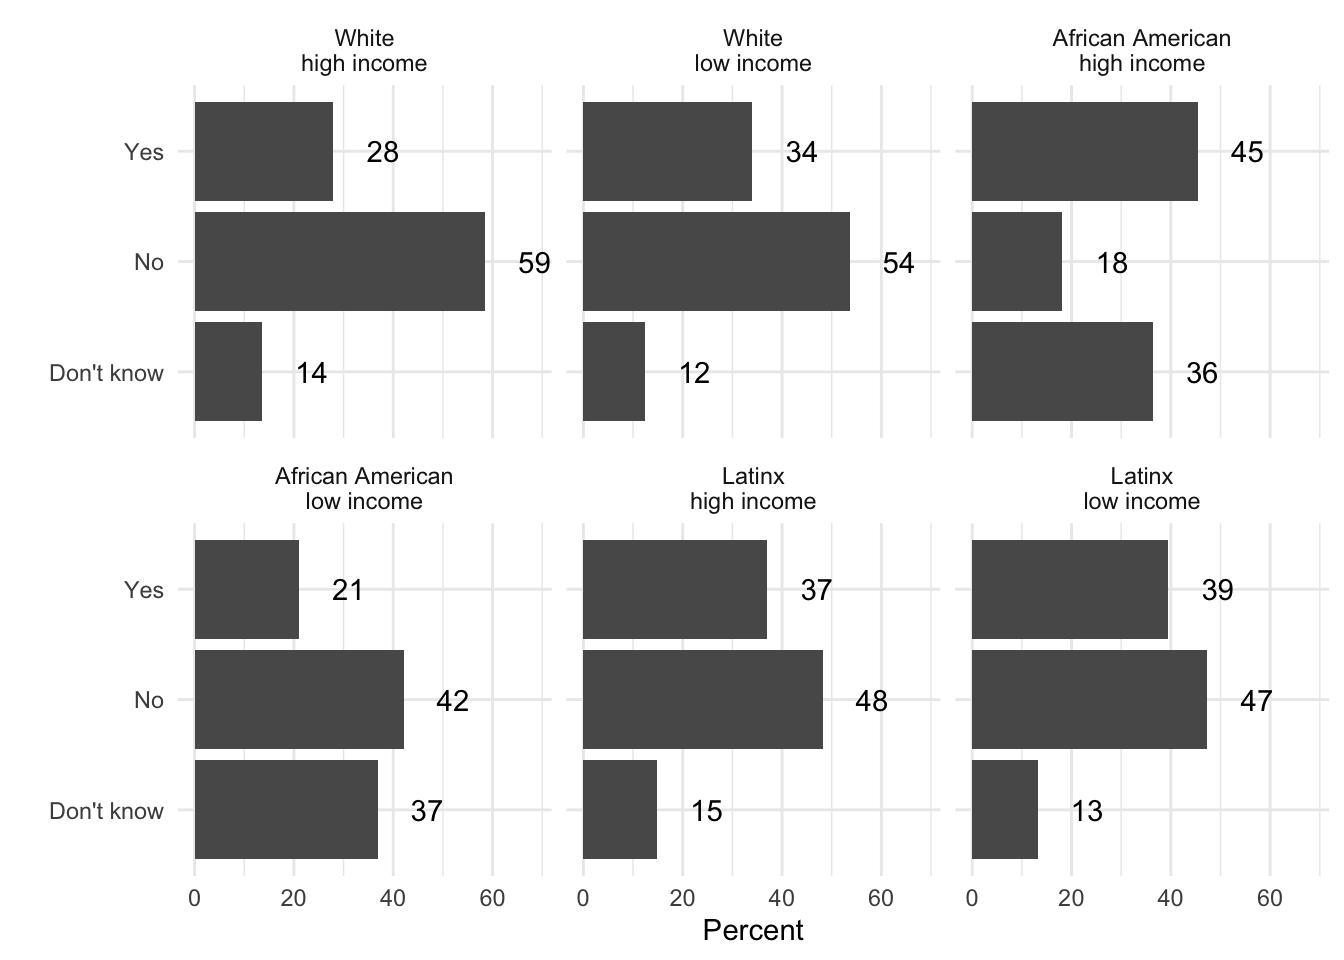 White
high income
White
low income
African American
high income
Yes
28
34
45
No
59
54
18
Don't know
14
12
36
African American
low income
Latinx
high income
Latinx
low income
Yes
21
37
39
No
42
48
47
Don't know
37
15
13
0 20 40 60 0 20 40 60 0 20 40 60
Percent